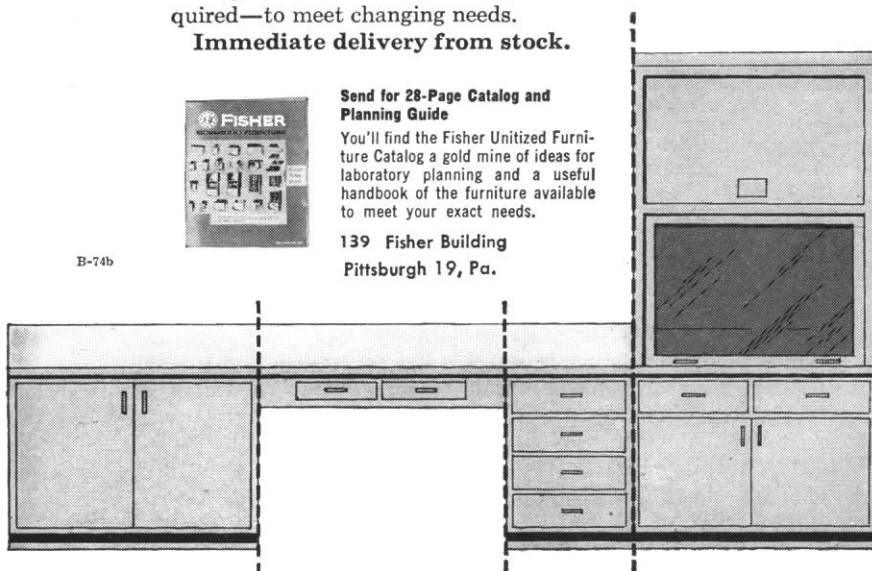 quired—to meet changing needs.
Immediate delivery from stock.
FISHER
Send for 28-Page Catalog and
Planning Guide
You'll find the Fisher Unitized Furni-
ture Catalog a gold mine of ideas for
laboratory planning and a useful
handbook of the furniture available
to meet your exact needs.
139 Fisher Building
Pittsburgh 19, Pa.
B-74b